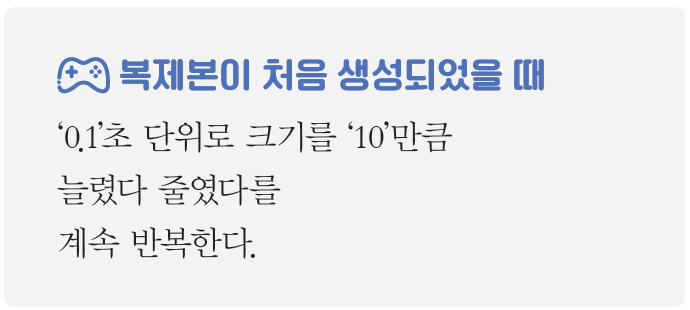 복제본이 처음 생성되었을 때
‘0.1’초 단위로 크기를 ‘10’만큼
늘렸다 줄였다를
계속 반복한다.